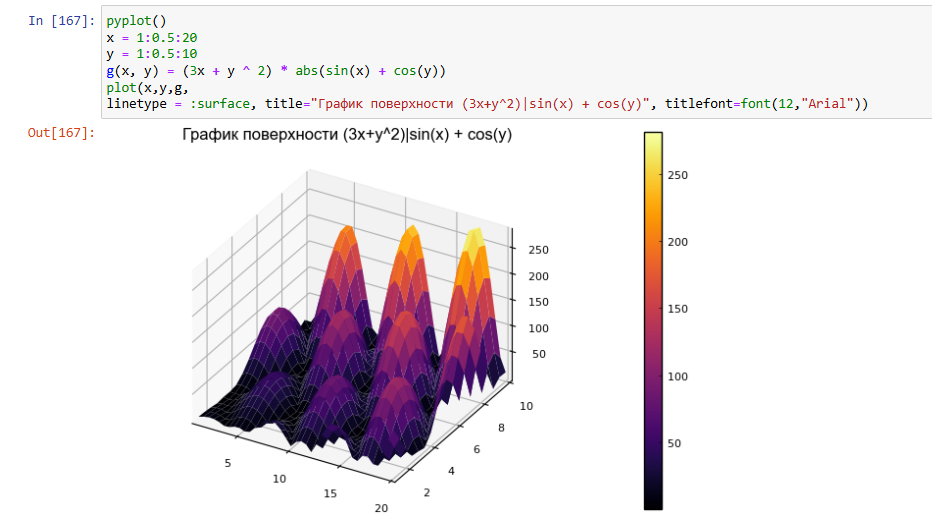 In [167]: pyplot()
x = 1:0.5:20
y = 1:0.5:10
g(x, y) = (3x + y ^ 2) * abs(sin(x) + cos(y))
plot(x,y,g,
linetype = :surface, title="График поверхности (3x+y^2)|sin(x) + cos(y)", titlefont=font(12,"Arial"))
Out[167]:
График поверхности (3x+y^2)|sin(x) + cos(y)
250
200
150
100
50
250
200
150
100
50
10
8
6
4
2
5
10
15
20